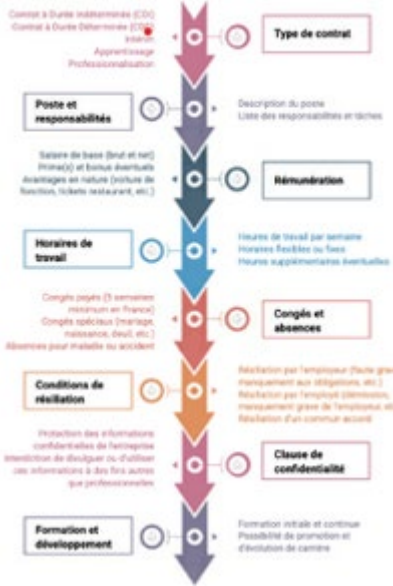 Contrat à Durée Indéterminée (CDI)
Contrat à Durée Déterminée (CDD)
Intérim
Apprentissage
Professionnalisation
Type de contrat
Poste et
responsabilités
Description du poste
Liste des responsabilités et tâches
Salaire de base (brut et net)
Prime(s) et bonus éventuels
Avantages en nature (voiture de
fonction, tickets restaurant, etc.)
Rémunération
Horaires de
travail
Heures de travail par semaine
Horaires flexibles ou fixes
Heures supplémentaires éventuelles
Congés payés (5 semaines
minimum en France)
Congés spéciaux (mariage,
naissance, deuil, etc.)
Absences pour maladie ou accident
Congés et
absences
Conditions de
résiliation
Résiliation par l'employeur (faute grave
manquement aux obligations, etc.)
Résiliation par l'employé (démission,
manquement grave de l'employeur, et
Résiliation d'un commun accord
Protection des informations
confidentielles de l'entreprise
Interdiction de divulguer ou d'utiliser
ces informations à des fins autres
que professionnelles
Clause de
confidentialité
Formation et
développement
Formation initiale et continue
Possibilité de promotion et
d'évolution de carrière